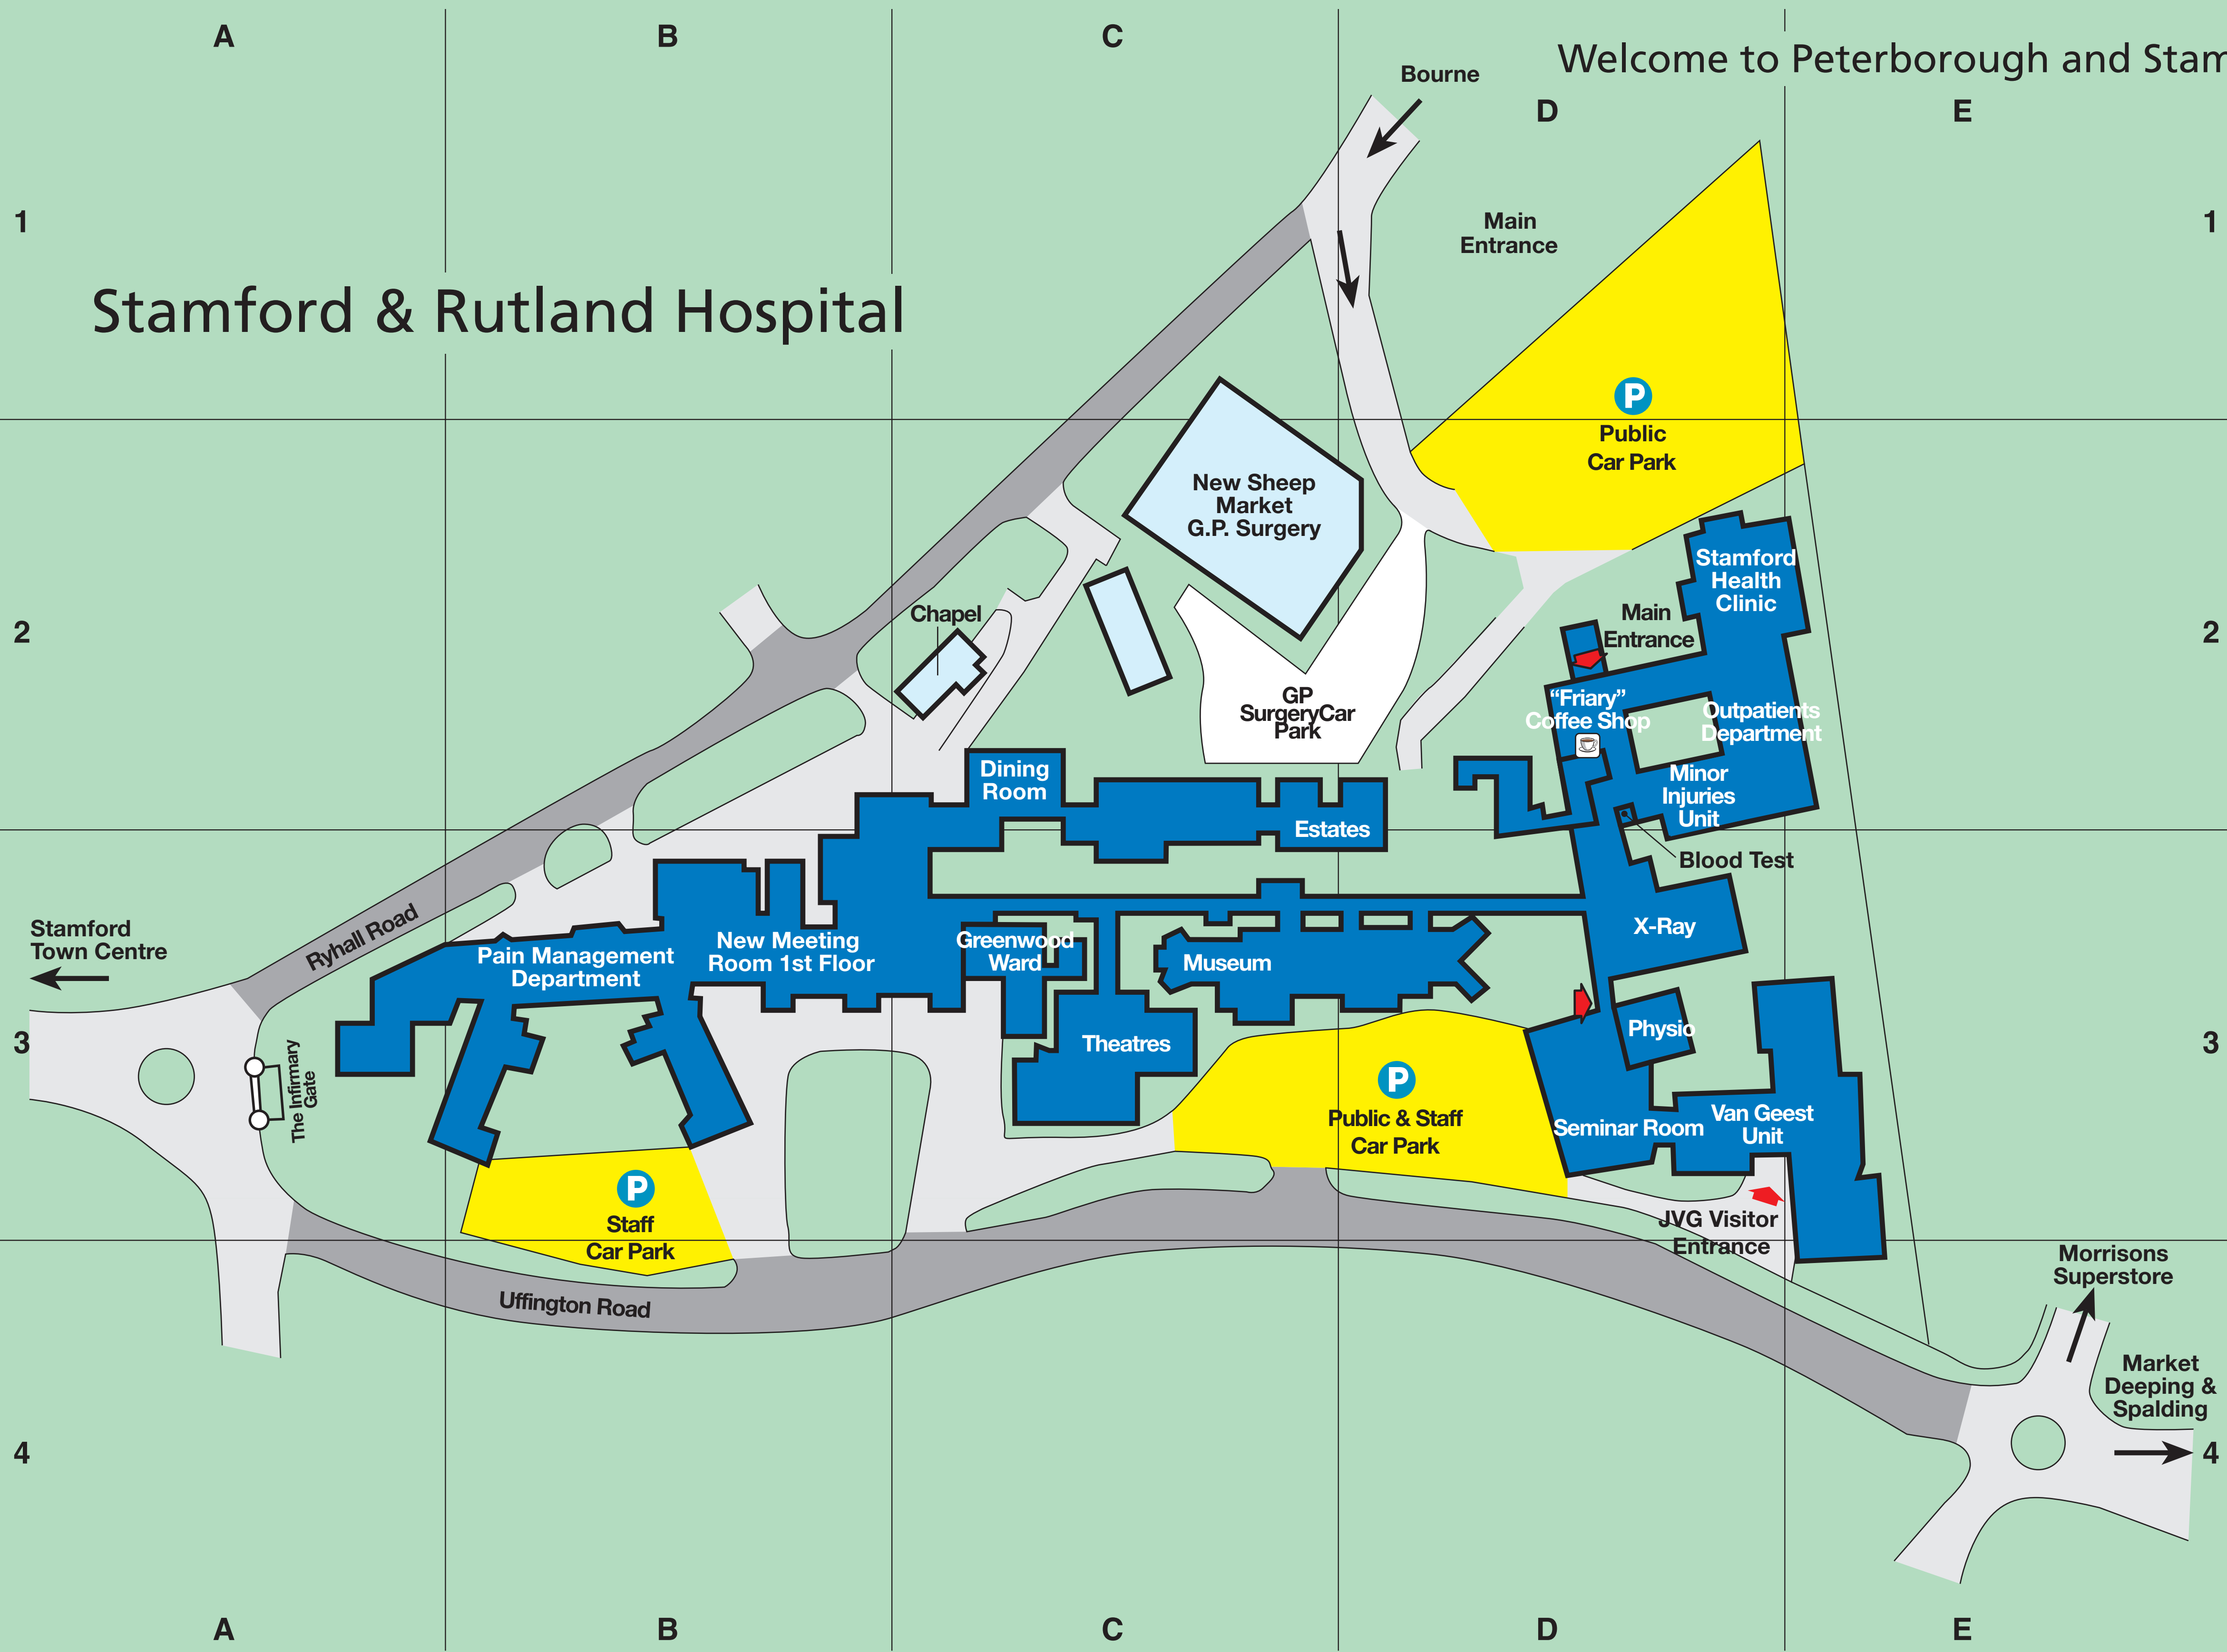 A
B
C
D
E
Welcome to Peterborough and Stam
Bourne
1
Main
Entrance
1
Stamford & Rutland Hospital
P
Public
Car Park
New Sheep
Market
G.P. Surgery
Stamford
Health
Clinic
2
Chapel
Main
Entrance
2
GP
SurgeryCar
Park
“Friary”
Coffee Shop
Outpatients
Department
Dining
Room
Minor
Injuries
Unit
Estates
Blood Test
Stamford
Town Centre
Ryhall Road
Pain Management
Department
New Meeting
Room 1st Floor
Greenwood
Ward
Museum
X-Ray
3
The Infirmary
Gate
Theatres
Physio
3
P
Public & Staff
Car Park
Seminar Room
Van Geest
Unit
P
Staff
Car Park
JVG Visitor
Entrance
Morrisons
Superstore
Uffington Road
Market
Deeping &
Spalding
4
4
A
B
C
D
E